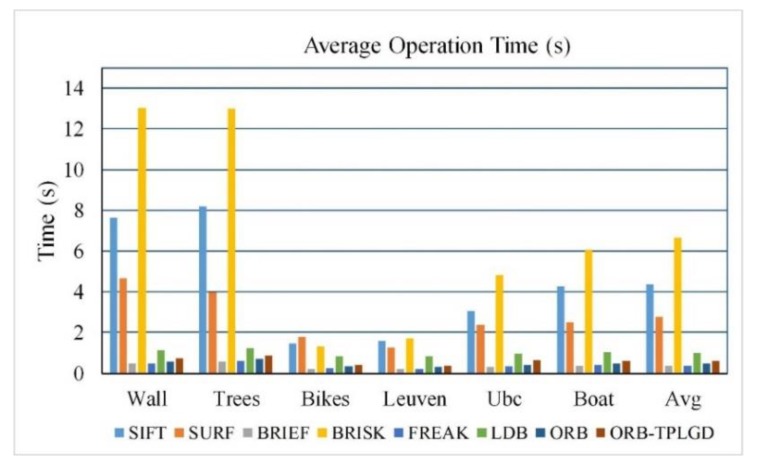 Average Operation Time (s)
Time (s)
14
12
10
8
6
4
2
0
Wall Trees Bikes Leuven Ubc Boat Avg
SIFT SURF BRIEF BRISK FREAK LDB ORB ORB-TPLGD